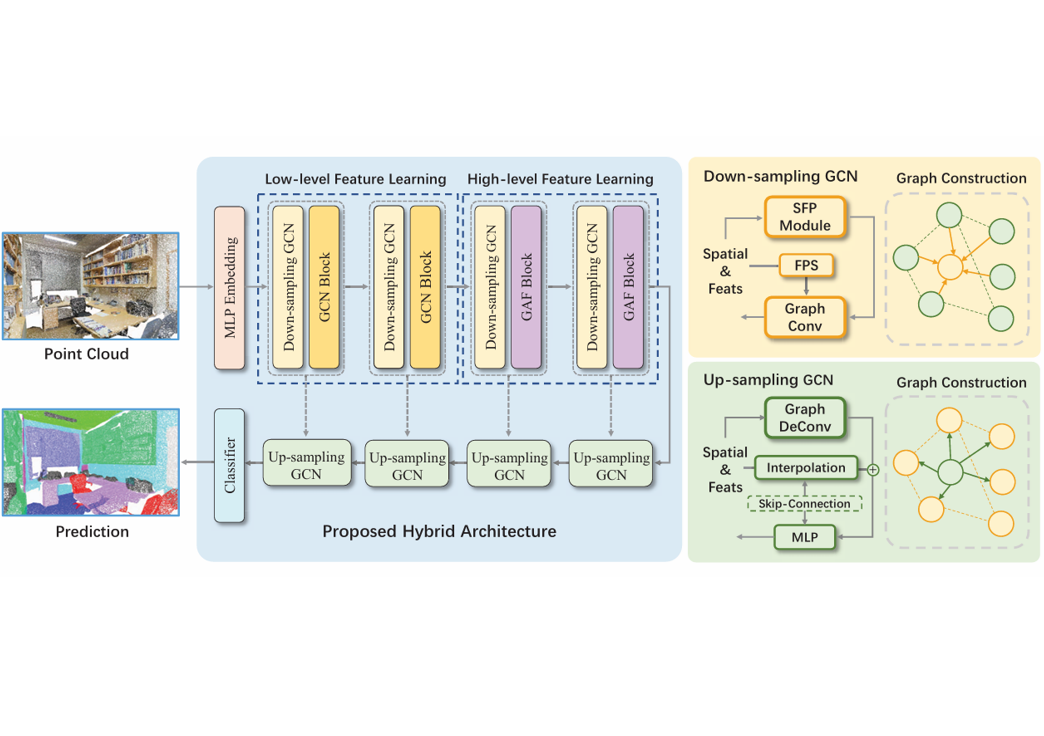 Low-level Feature Learning
High-level Feature Learning
MLP Embedding
Down-sampling GCN
GCN Block
Down-sampling GCN
GCN Block
Down-sampling GCN
GAF Block
Down-sampling GCN
GAF Block
Point Cloud
Classifier
Up-sampling
GCN
Up-sampling
GCN
Up-sampling
GCN
Up-sampling
GCN
Prediction
Proposed Hybrid Architecture
Down-sampling GCN
SFP
Module
Spatial
&
Feats
FPS
Graph
Conv
Graph Construction
Up-sampling GCN
Graph
DeConv
Spatial
&
Feats
Interpolation
Skip-Connection
MLP
Graph Construction